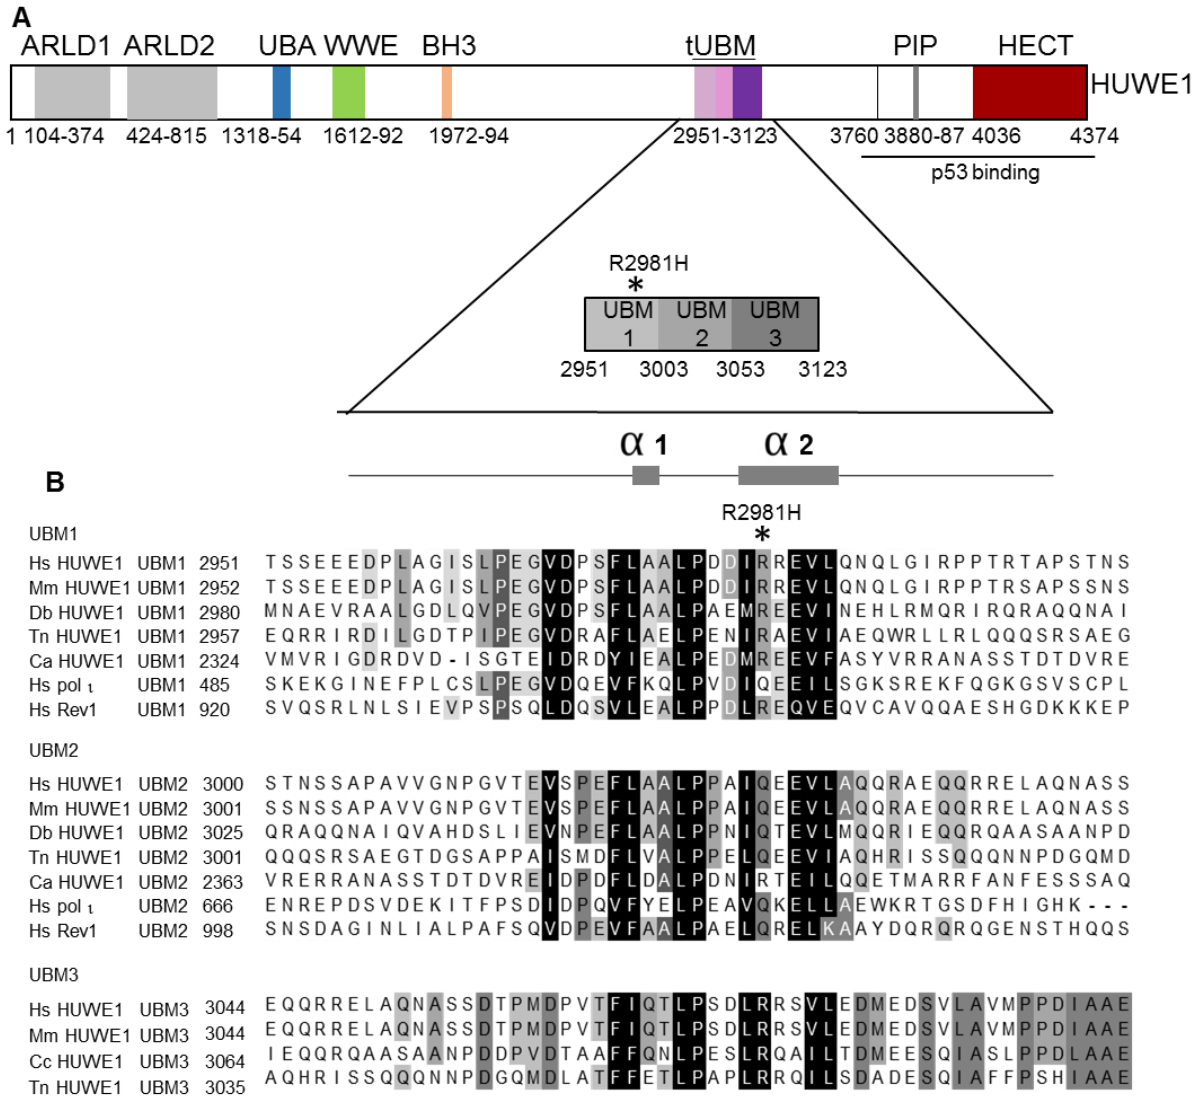 A
ARLD1 ARLD2 UBA WWE BH3 tUBM PIP HECT
HUWE1
1 104-374 424-815 1318-54 1612-92 1972-94 2951-3123 3760 3880-87 4036 4374
p53 binding
R2981H
*
UBM 1 UBM 2 UBM 3
2951 3003 3053 3123
α 1 α 2
B
R2981H
*
UBM1
Hs HUWE1 UBM1 2951 TSSEEEDPLAGISLPEGVDPSFLAALPDDIRREVLQNQLGIRPPTRTAPSTNS
Mm HUWE1 UBM1 2952 TSSEEEDPLAGISLPEGVDPSFLAALPDDIRREVLQNQLGIRPPTRSAPSSNS
Db HUWE1 UBM1 2980 MNAEVRAALGDLQVPEGVDPSFLAALPAEMREEVINEHLRMQRIRQRAQQNAI
Tn HUWE1 UBM1 2957 EQRRIRDILGDTPIPEGVDRAFLAELPENIRAEVIAEQWRLLRLQQQSRSAEG
Ca HUWE1 UBM1 2324 VMVRIGDRDVD-ISGTEIDRDYIEALPEDMREEVFASYVRRANASSTDTDVRE
Hs pol ι UBM1 485 SKEKGINEFPLCSLPEGVDQEVFKQLPVDIQEEILSGKSREKFQGKGSVSCPL
Hs Rev1 UBM1 920 SVQSRLNLSIEVPSPSQLDQSVLEALPPDLREQVEQVCAVQQAESHGDKKKEP
UBM2
Hs HUWE1 UBM2 3000 STNSSAPAVVGNPGVTEVSPEFLAALPPAIQEEVLAQQRAEQQRRELAQNASS
Mm HUWE1 UBM2 3001 SSNSSAPAVVGNPGVTEVSPEFLAALPPAIQEEVLAQQRAEQQRRELAQNASS
Db HUWE1 UBM2 3025 QRAQQNAIQVAHDSLIEVNPEFLAALPPNIQTEVLMQQRIEQQRQAASAANPD
Tn HUWE1 UBM2 3001 QQQSRSAEGTDGSAPPAISMDFLVALPPELQEEVIAQHRISSQQQNNPDGQMD
Ca HUWE1 UBM2 2363 VRERRANASSTDTDVREIDPDFLDALPDNIRTEILQQETMARRFANFESSSAQ
Hs pol ι UBM2 666 ENREPDSVDEKITFPSDIDPQVFYELPEAVQKELLAEWKRTGSDFHIGHK---
Hs Rev1 UBM2 998 SNSDAGINLIALPAFSQVDPEVFAALPAELQRELKAAYDQRQRQGENSTHQQS
UBM3
Hs HUWE1 UBM3 3044 EQQRRELAQNASSDTPMDPVTFIQTLPSDLRRSVLEDMEDSVLAVMPPDIAAE
Mm HUWE1 UBM3 3044 EQQRRELAQNASSDTPMDPVTFIQTLPSDLRRSVLEDMEDSVLAVMPPDIAAE
Cc HUWE1 UBM3 3064 IEQQRQAASAANPDDPVDTAAFFQNLPESLRQAILTDMEESQIASLPPDLAAE
Tn HUWE1 UBM3 3035 AQHRISSQQQNNPDGQMDLATFFETLPAPLRRQILSDADESQIAFFPSHIAAE